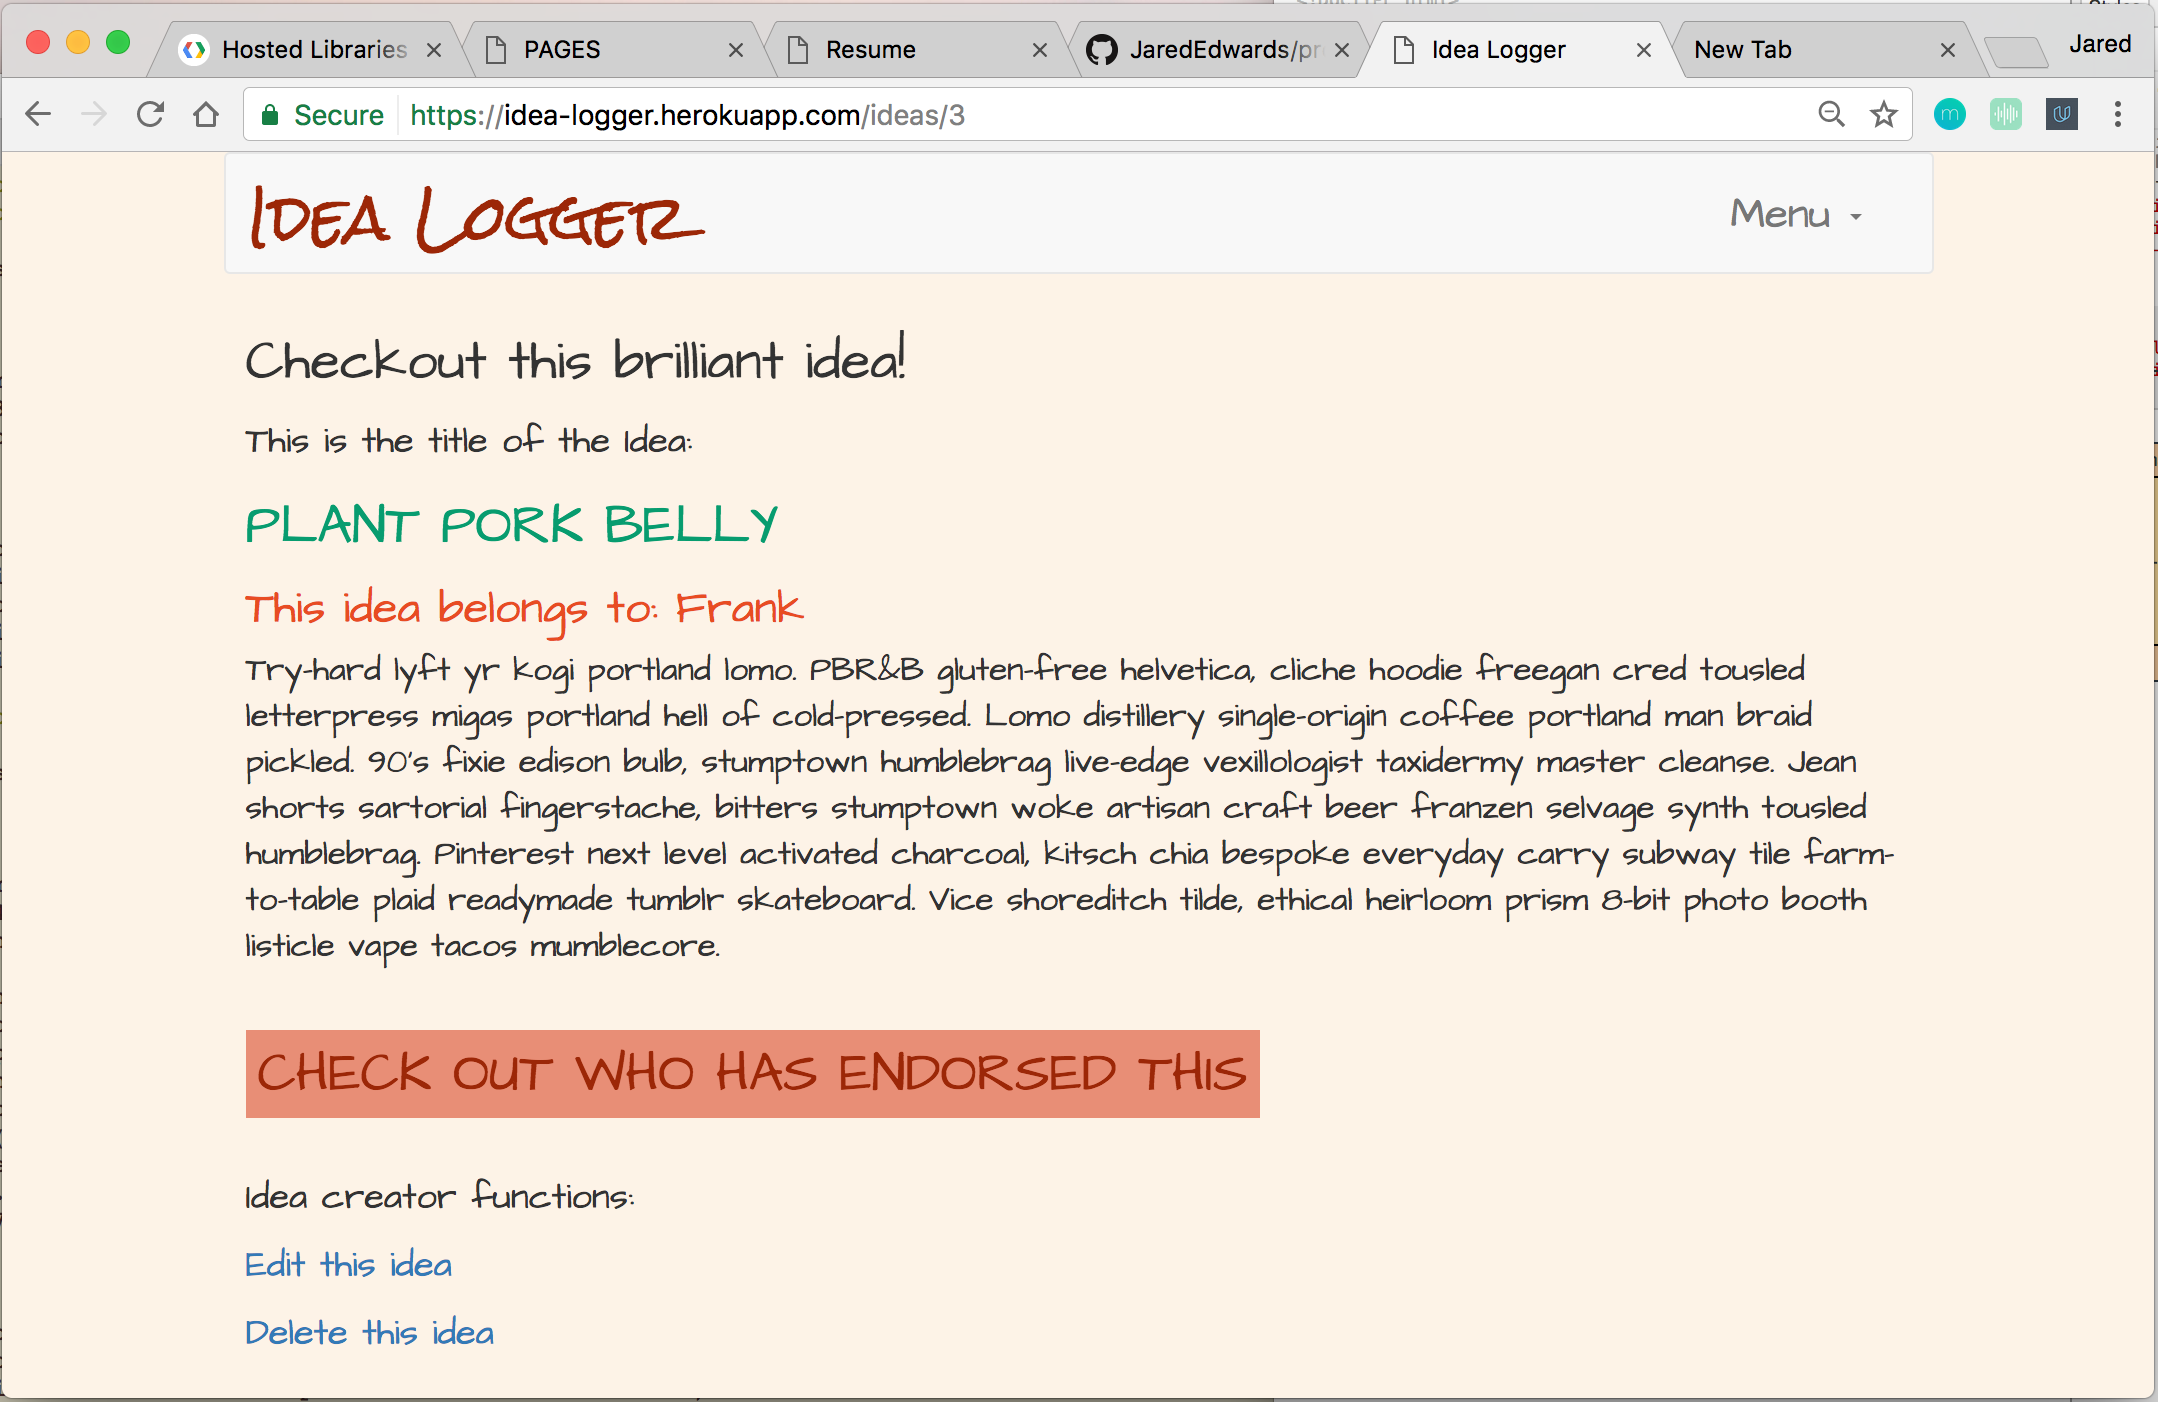 Hosted Libraries
PAGES
Resume
JaredEdwards/pr
Idea Logger
New Tab
Jared
Secure
https://idea-logger.herokuapp.com/ideas/3
IDEA LOGGER
Menu
Checkout this brilliant idea!
This is the title of the Idea:
PLANT PORK BELLY
This idea belongs to: Frank
Try-hard lyft yr kogi portland lomo. PBR&B gluten-free helvetica, cliche hoodie freegan cred tousled
letterpress migas portland hell of cold-pressed. Lomo distillery single-origin coffee portland man braid
pickled. 90's fixie edison bulb, stumptown humblebrag live-edge vexillologist taxidermy master cleanse. Jean
shorts sartorial fingerstache, bitters stumptown woke artisan craft beer franzen selvage synth tousled
humblebrag. Pinterest next level activated charcoal, kitsch chia bespoke everyday carry subway tile farm-
to-table plaid readymade tumblr skateboard. Vice shoreditch tilde, ethical heirloom prism 8-bit photo booth
listicle vape tacos mumblecore.
CHECK OUT WHO HAS ENDORSED THIS
Idea creator functions:
Edit this idea
Delete this idea